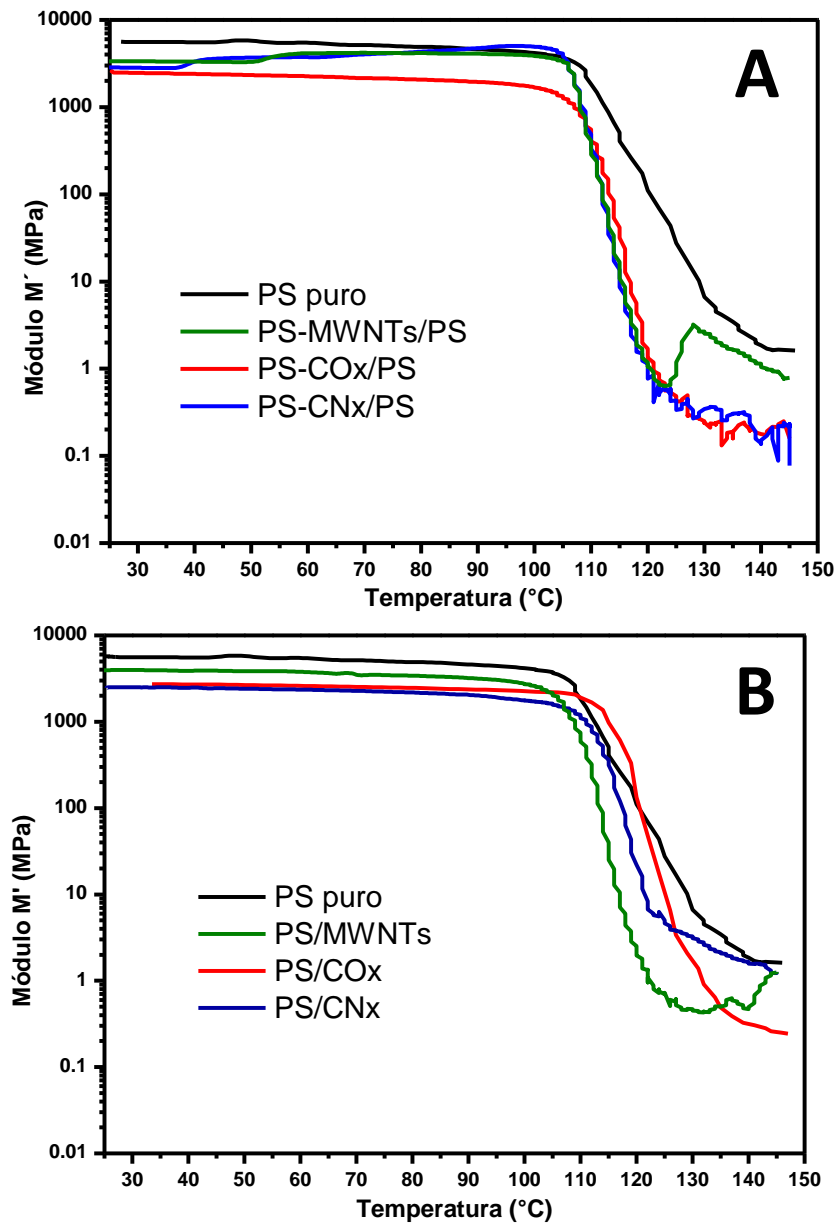 A
Módulo M´ (MPa)
10000
1000
100
10
1
0.1
0.01
PS puro
PS-MWNTs/PS
PS-COx/PS
PS-CNx/PS
30 40 50 60 70 80 90 100 110 120 130 140 150
Temperatura (°C)
B
Módulo M' (MPa)
10000
1000
100
10
1
0.1
0.01
PS puro
PS/MWNTs
PS/COx
PS/CNx
30 40 50 60 70 80 90 100 110 120 130 140 150
Temperatura (°C)